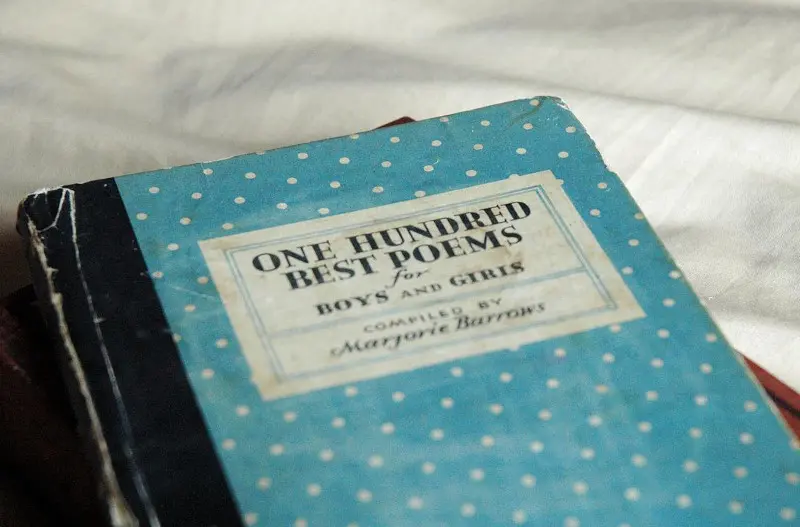 ONE HUNDRED
BEST POEMS
for
BOYS AND GIRLS
COMPILED BY
Marjorie Barrows